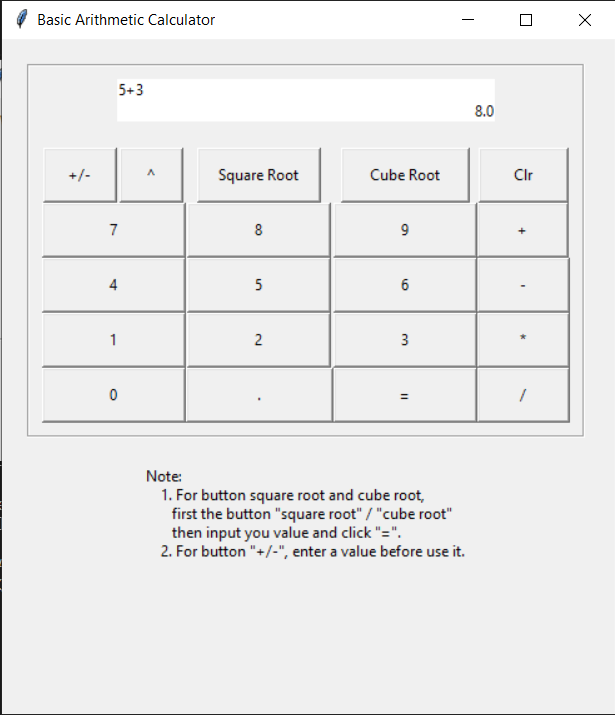 Basic Arithmetic Calculator
5+3
8.0
+/- ^ Square Root Cube Root Clr
7 8 9 +
4 5 6 -
1 2 3 *
0 . = /
Note:
1. For button square root and cube root,
first the button "square root" / "cube root"
then input you value and click "=".
2. For button "+/-", enter a value before use it.